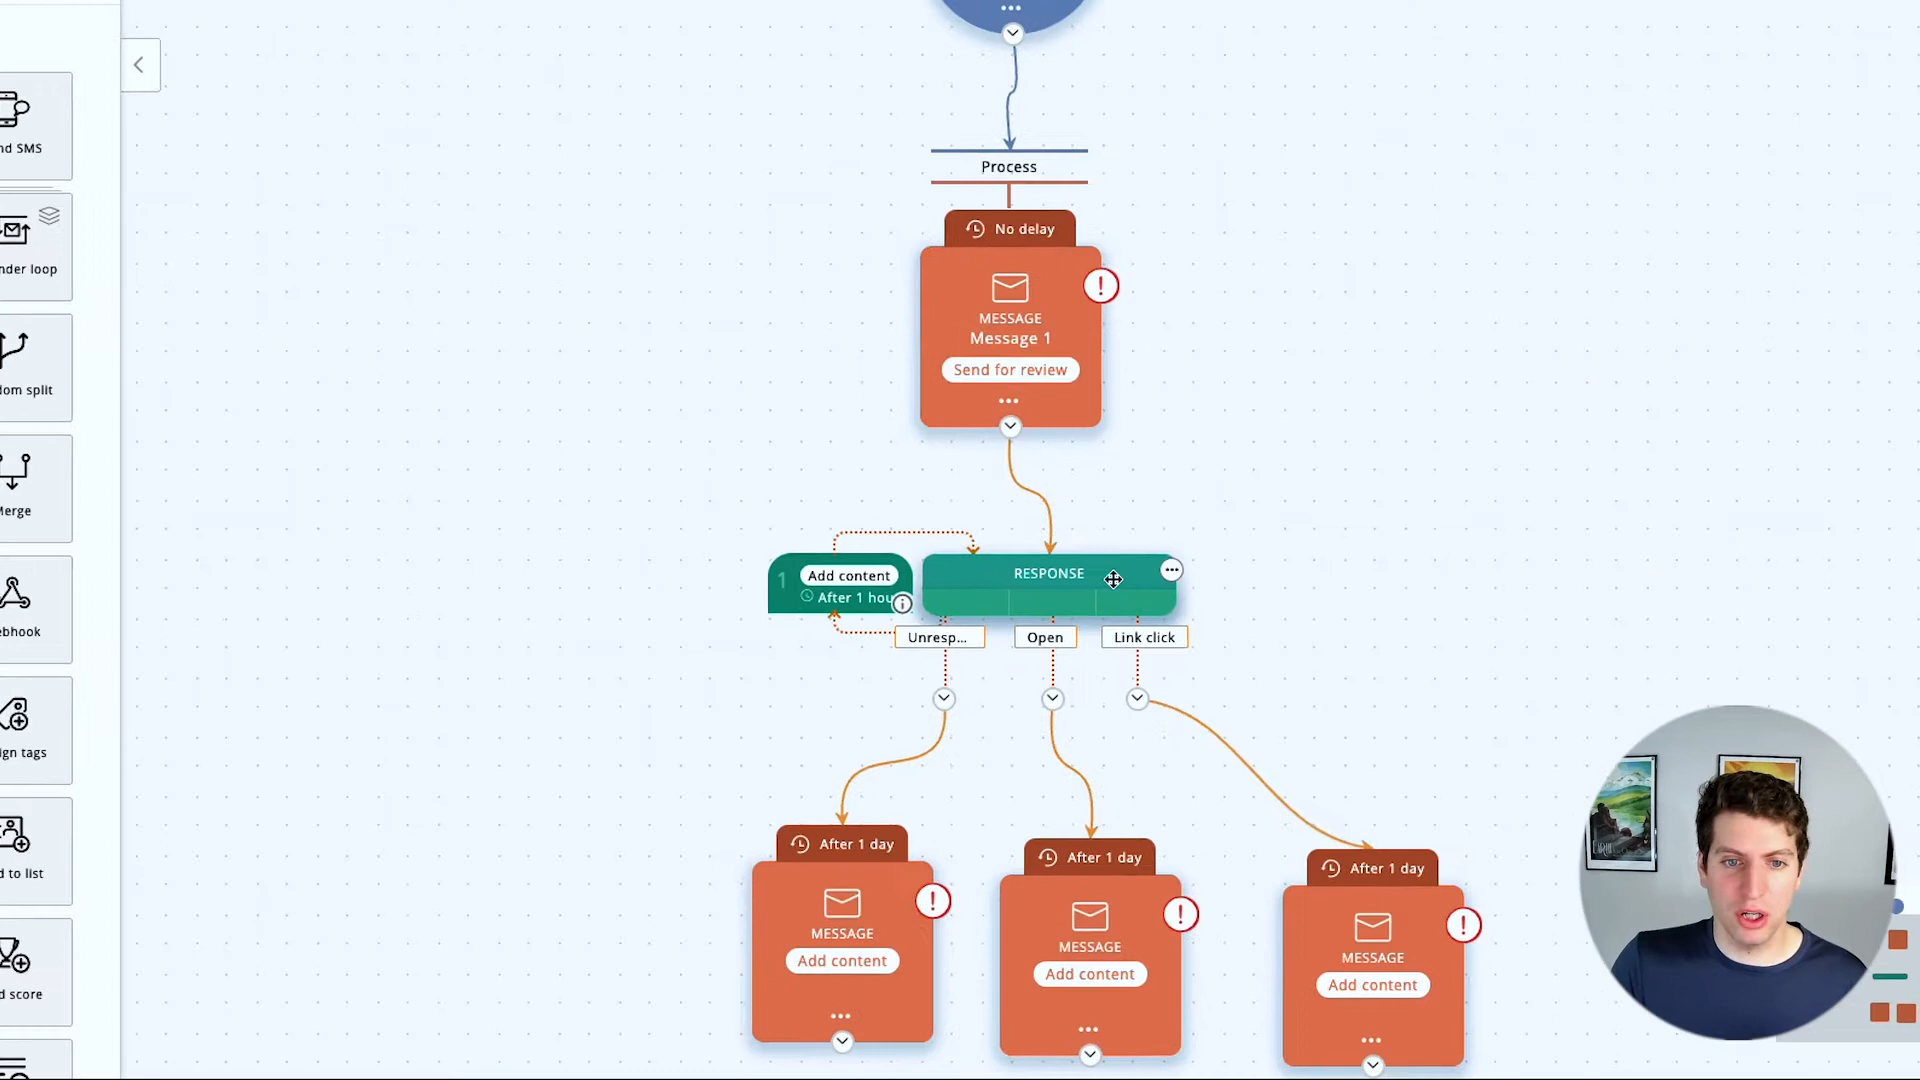 nd SMS
nder loop
dom split
Merge
ebhook
ign tags
d to list
d score
Process
No delay
MESSAGE
Message 1
Send for review
1
Add content
After 1 hou
RESPONSE
Unresp...
Open
Link click
After 1 day
MESSAGE
Add content
After 1 day
MESSAGE
Add content
After 1 day
MESSAGE
Add content